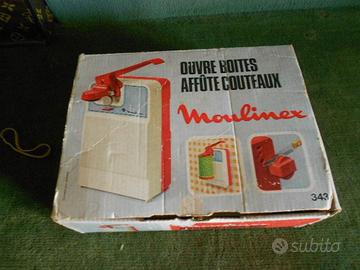 OUVRE BOITES
AFFÛTE COUTEAUX
Moulinex
343
subito